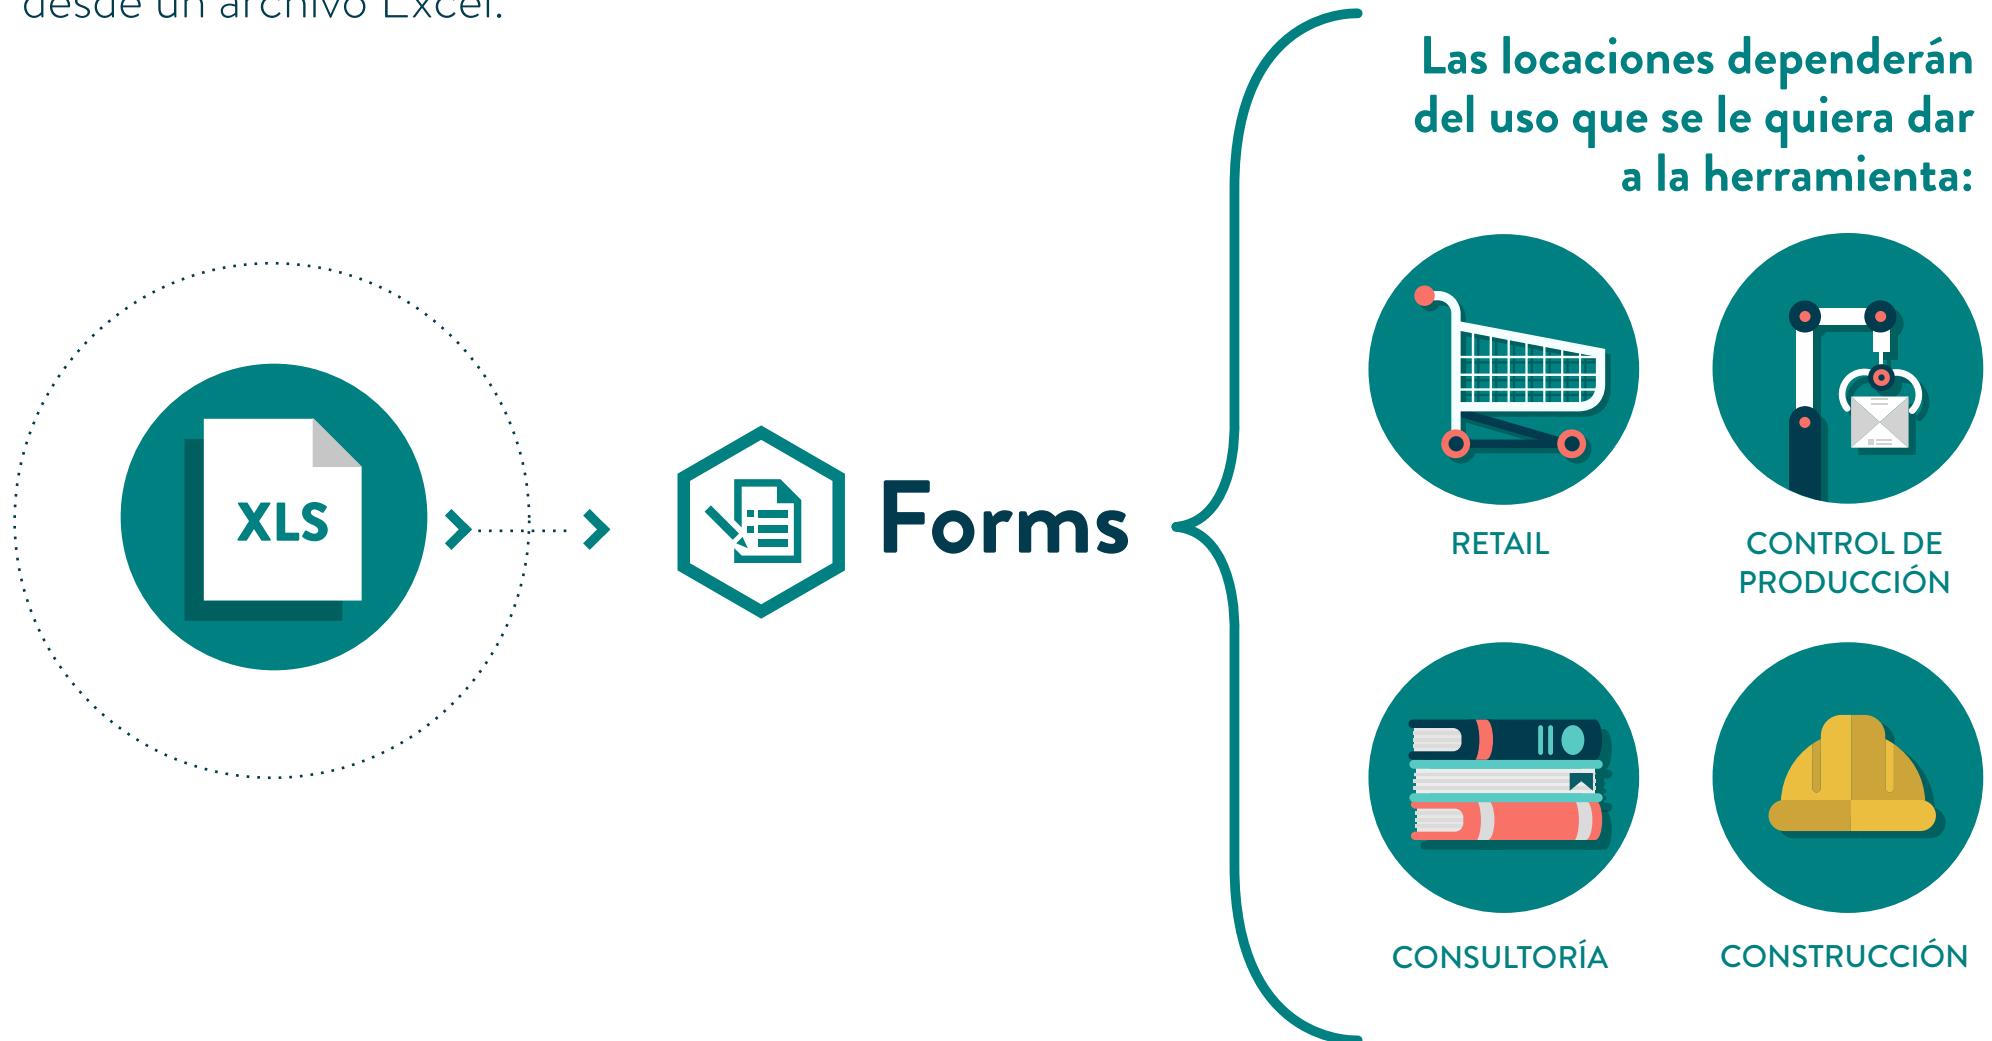 desde un archivo Excel.
Las locaciones dependerán
del uso que se le quiera dar
a la herramienta:
XLS
Forms
RETAIL
CONTROL DE
PRODUCCIÓN
CONSULTORÍA
CONSTRUCCIÓN